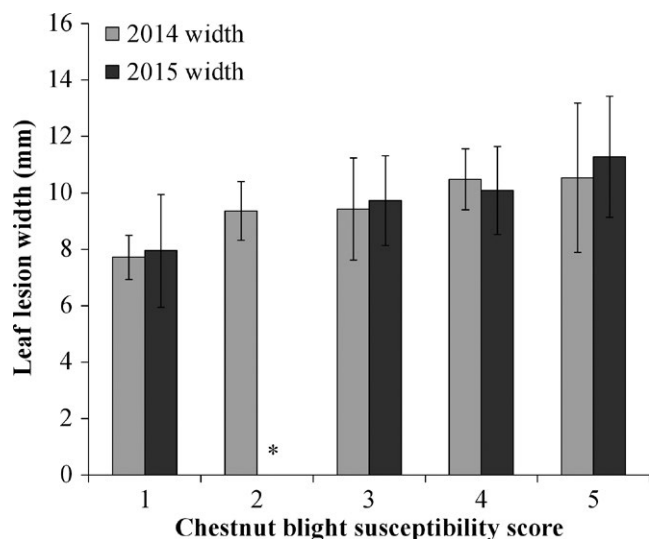 16
2014 width
14
2015 width
12
10
8
6
4
2
0
*
1 2 3 4 5
Leaf lesion width (mm)
Chestnut blight susceptibility score